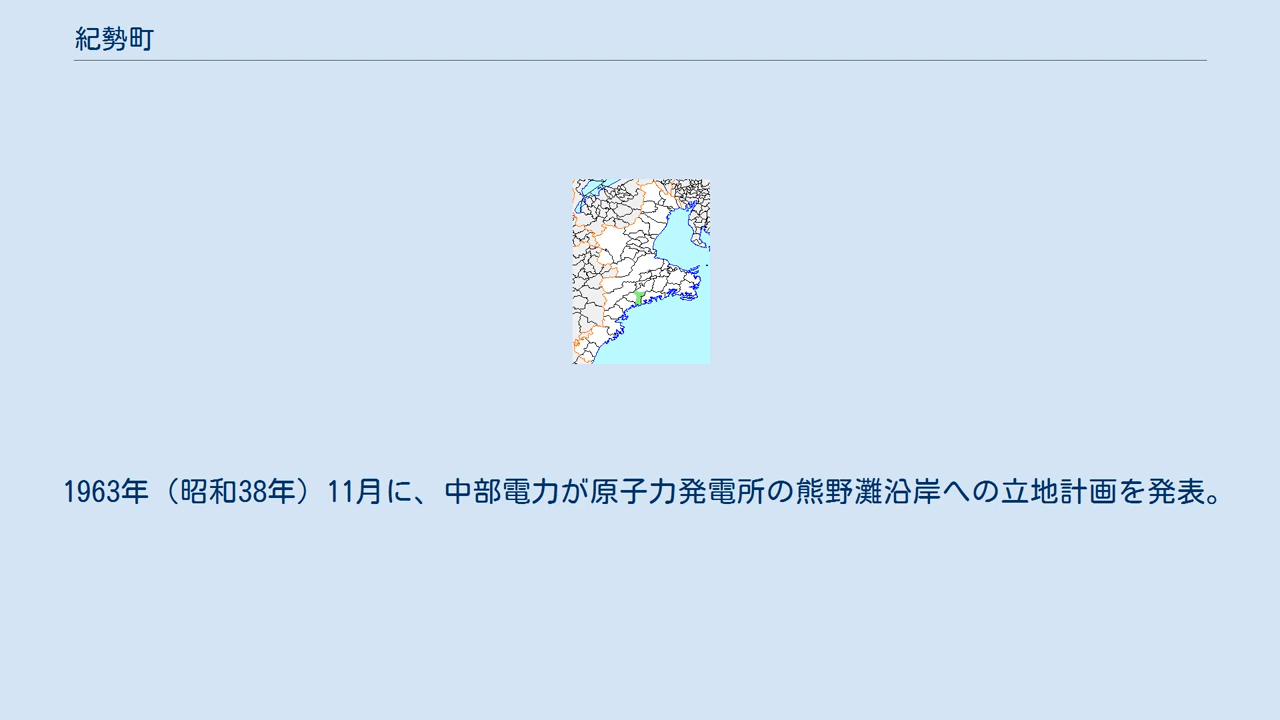 紀勢町
1963年（昭和38年）11月に、中部電力が原子力発電所の熊野灘沿岸への立地計画を発表。